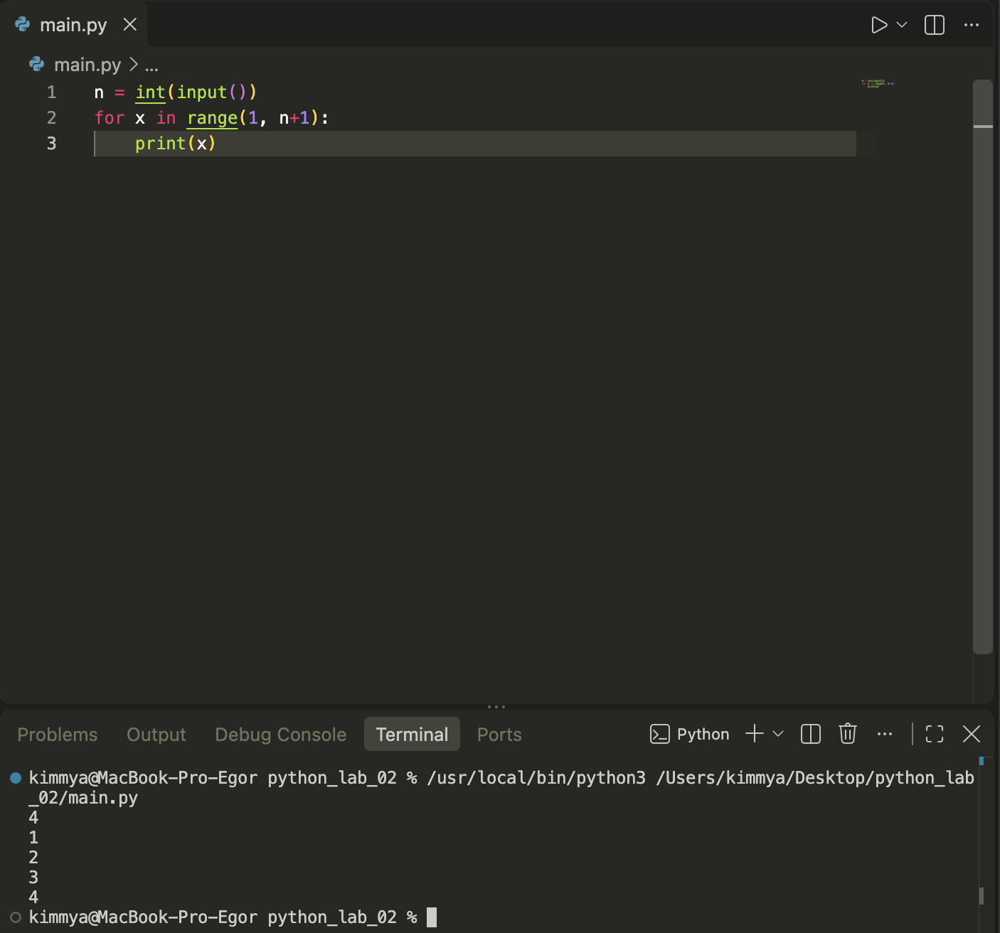 main.py
main.py > ...
1 n = int(input())
2 for x in range(1, n+1):
3     print(x)
Problems Output Debug Console Terminal Ports Python
kimmya@MacBook-Pro-Egor python_lab_02 % /usr/local/bin/python3 /Users/kimmya/Desktop/python_lab
_02/main.py
4
1
2
3
4
kimmya@MacBook-Pro-Egor python_lab_02 %